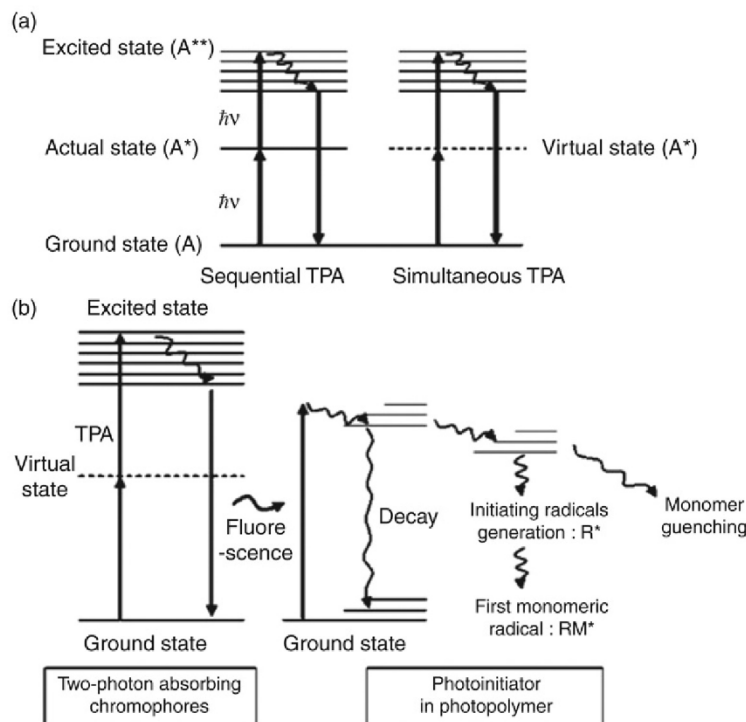 (a)
Excited state (A**)
ħν
Actual state (A*)
Virtual state (A*)
ħν
Ground state (A)
Sequential TPA
Simultaneous TPA
(b)
Excited state
TPA
Virtual
state
Fluore
-scence
Decay
Initiating radicals
generation : R*
Monomer
guenching
First monomeric
radical : RM*
Ground state
Ground state
Two-photon absorbing
chromophores
Photoinitiator
in photopolymer